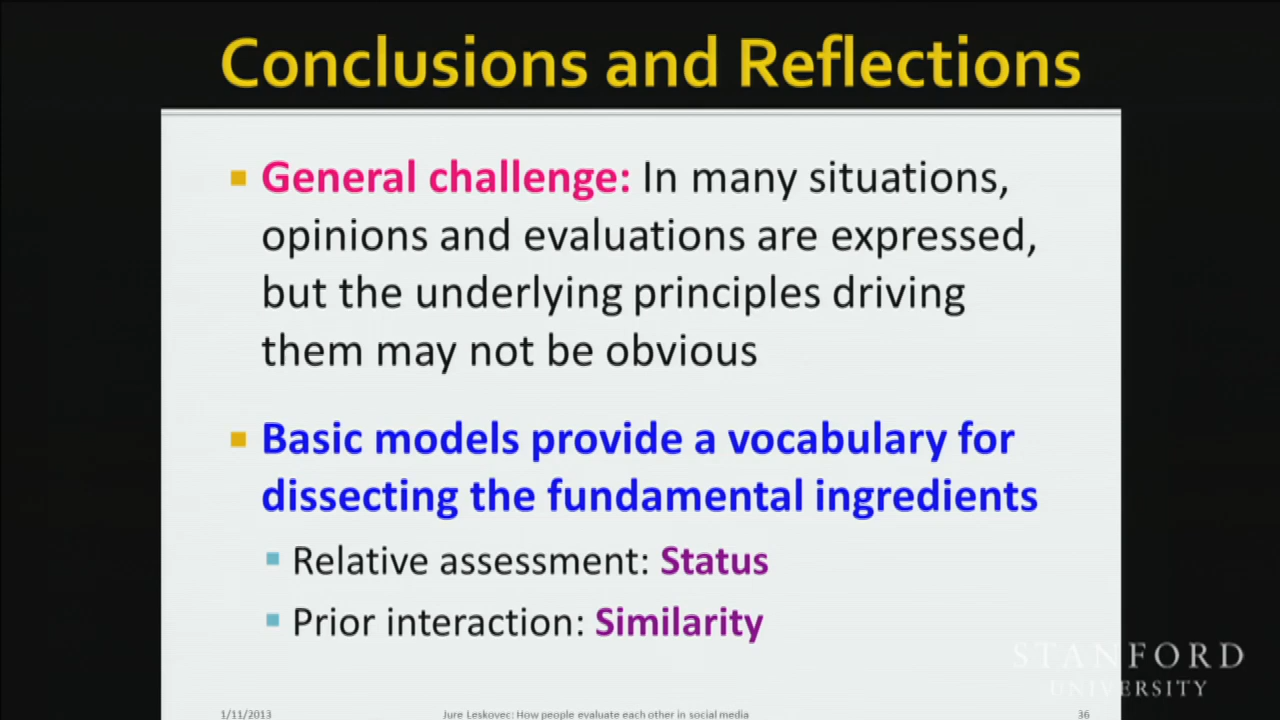 Conclusions and Reflections
General challenge: In many situations,
opinions and evaluations are expressed,
but the underlying principles driving
them may not be obvious
Basic models provide a vocabulary for
dissecting the fundamental ingredients
Relative assessment: Status
Prior interaction: Similarity
STANFORD
UNIVERSITY
1/11/2013
Jure Leskovec: How people evaluate each other in social media
36